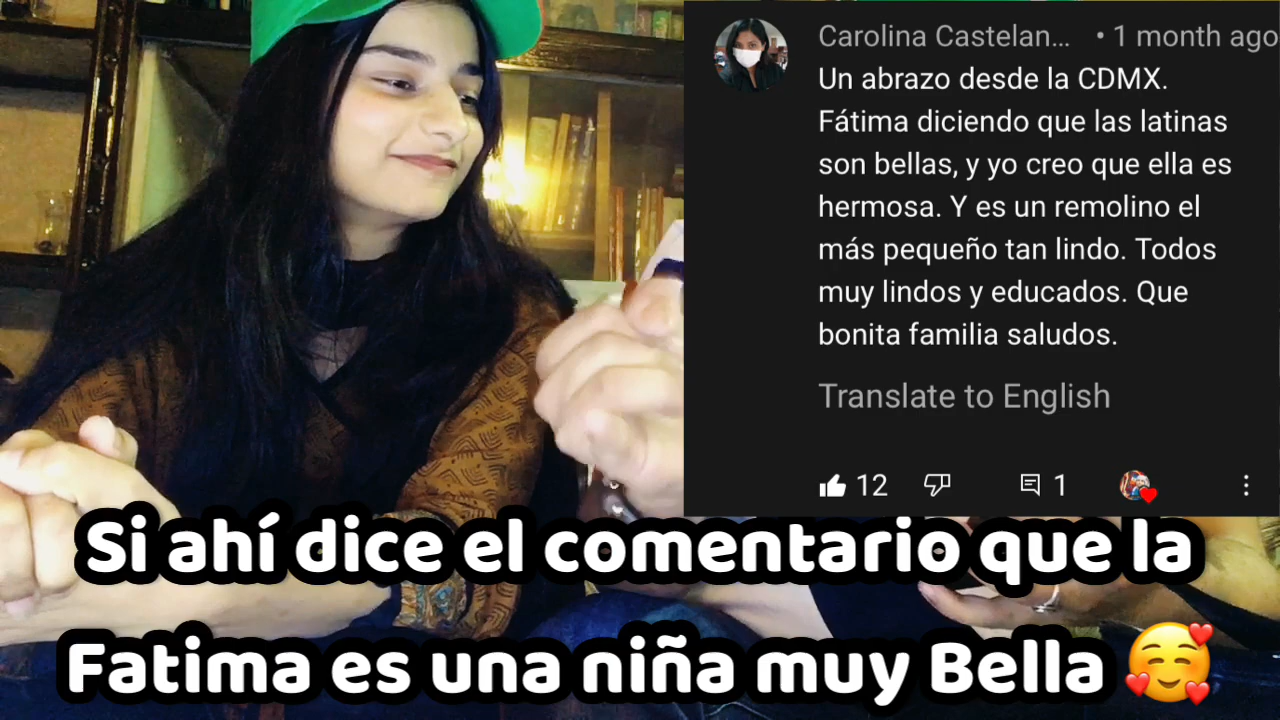 Carolina Castelan... • 1 month ago
Un abrazo desde la CDMX.
Fátima diciendo que las latinas
son bellas, y yo creo que ella es
hermosa. Y es un remolino el
más pequeño tan lindo. Todos
muy lindos y educados. Que
bonita familia saludos.
Translate to English
12 1
Si ahí dice el comentario que la
Fatima es una niña muy Bella 🥰